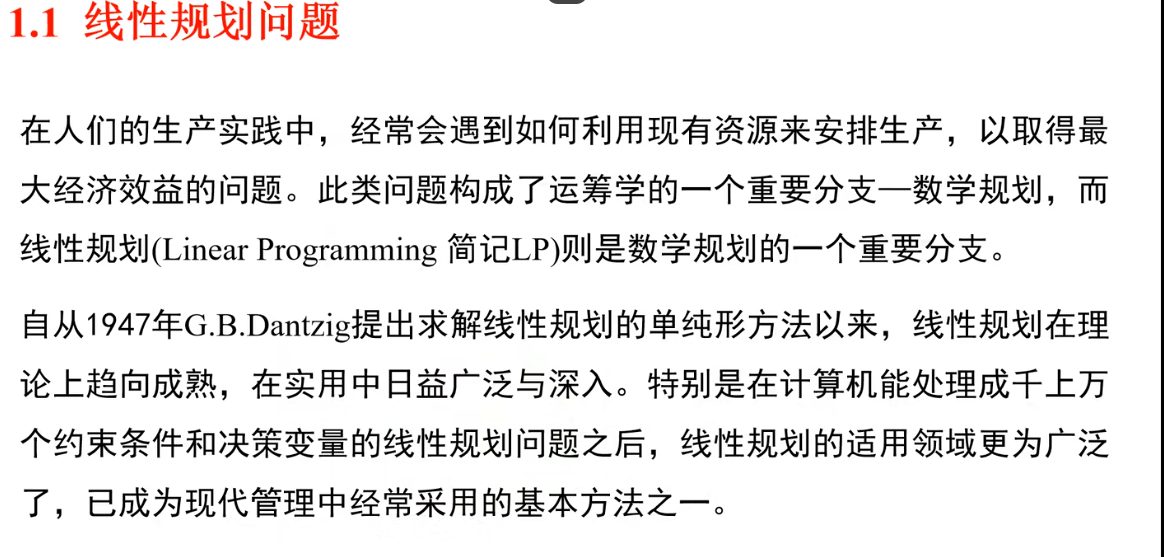 1.1 线性规划问题
在人们的生产实践中，经常会遇到如何利用现有资源来安排生产，以取得最
大经济效益的问题。此类问题构成了运筹学的一个重要分支—数学规划，而
线性规划(Linear Programming 简记LP)则是数学规划的一个重要分支。
自从1947年G.B.Dantzig提出求解线性规划的单纯形方法以来，线性规划在理
论上趋向成熟，在实用中日益广泛与深入。特别是在计算机能处理成千上万
个约束条件和决策变量的线性规划问题之后，线性规划的适用领域更为广泛
了，已成为现代管理中经常采用的基本方法之一。